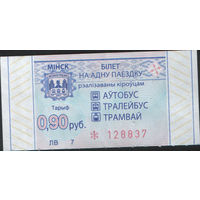 МІНСК
БІЛЕТ
НА АДНУ ПАЕЗДКУ
рэалізаваны кіроўцам
Тарыф
0,90 руб.
АЎТОБУС
ТРАЛЕЙБУС
ТРАМВАЙ
ЛВ 7
* 128837